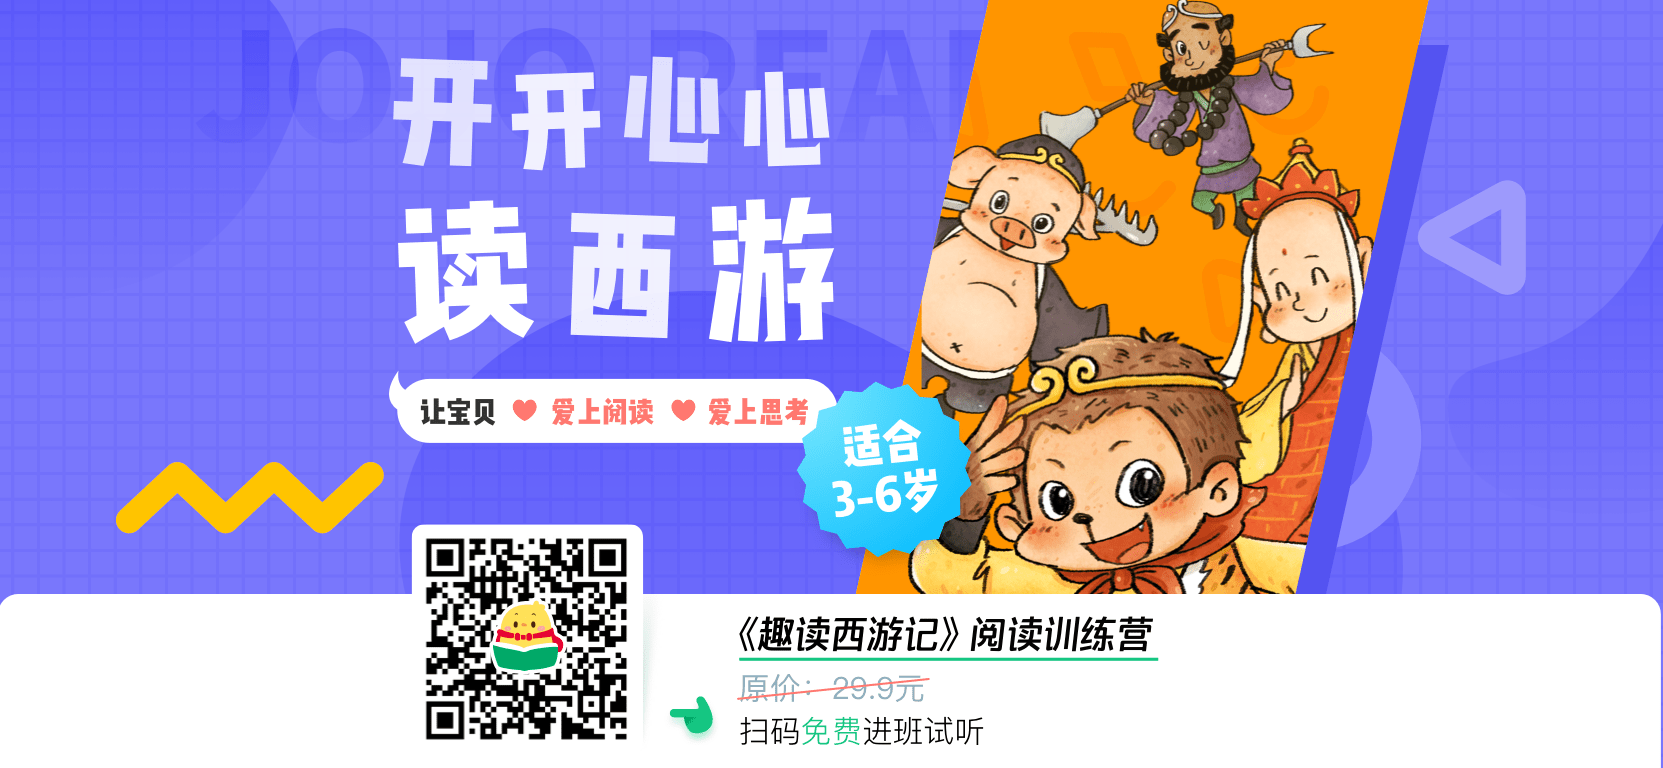 JOJO READ
开开心心
读西游
让宝贝 爱上阅读 爱上思考
适合
3-6岁
《趣读西游记》阅读训练营
原价：29.9元
扫码免费进班试听